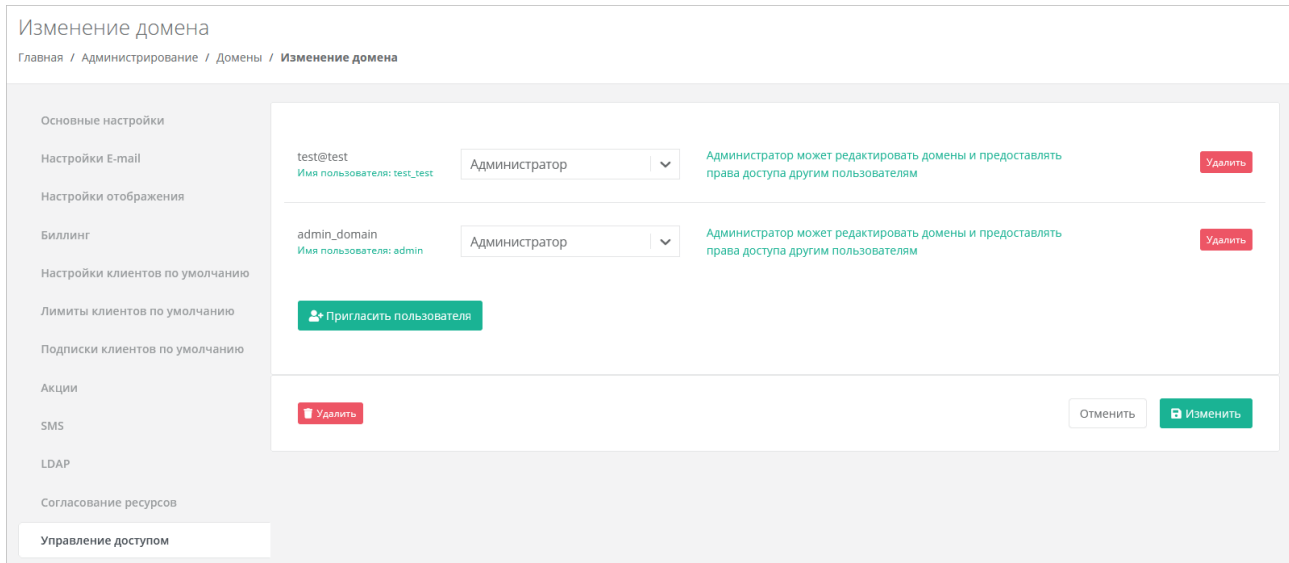 Изменение домена
Главная / Администрирование / Домены / Изменение домена
Основные настройки
Настройки E-mail
Настройки отображения
Биллинг
Настройки клиентов по умолчанию
Лимиты клиентов по умолчанию
Подписки клиентов по умолчанию
Акции
SMS
LDAP
Согласование ресурсов
Управление доступом
test@test
Имя пользователя: test_test
Администратор
Администратор может редактировать домены и предоставлять
права доступа другим пользователям
Удалить
admin_domain
Имя пользователя: admin
Администратор
Администратор может редактировать домены и предоставлять
права доступа другим пользователям
Удалить
Пригласить пользователя
Удалить
Отменить
Изменить